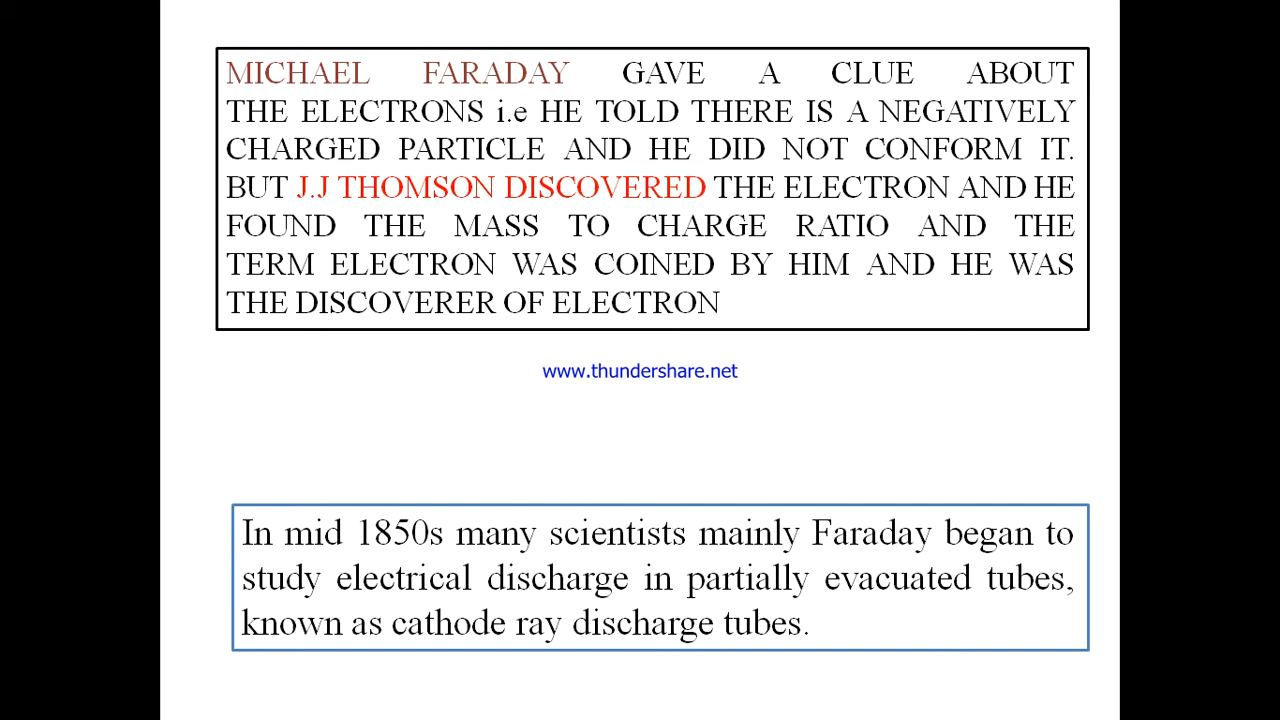 MICHAEL FARADAY GAVE A CLUE ABOUT
THE ELECTRONS i.e HE TOLD THERE IS A NEGATIVELY
CHARGED PARTICLE AND HE DID NOT CONFORM IT.
BUT J.J THOMSON DISCOVERED THE ELECTRON AND HE
FOUND THE MASS TO CHARGE RATIO AND THE
TERM ELECTRON WAS COINED BY HIM AND HE WAS
THE DISCOVERER OF ELECTRON
www.thundershare.net
In mid 1850s many scientists mainly Faraday began to
study electrical discharge in partially evacuated tubes,
known as cathode ray discharge tubes.